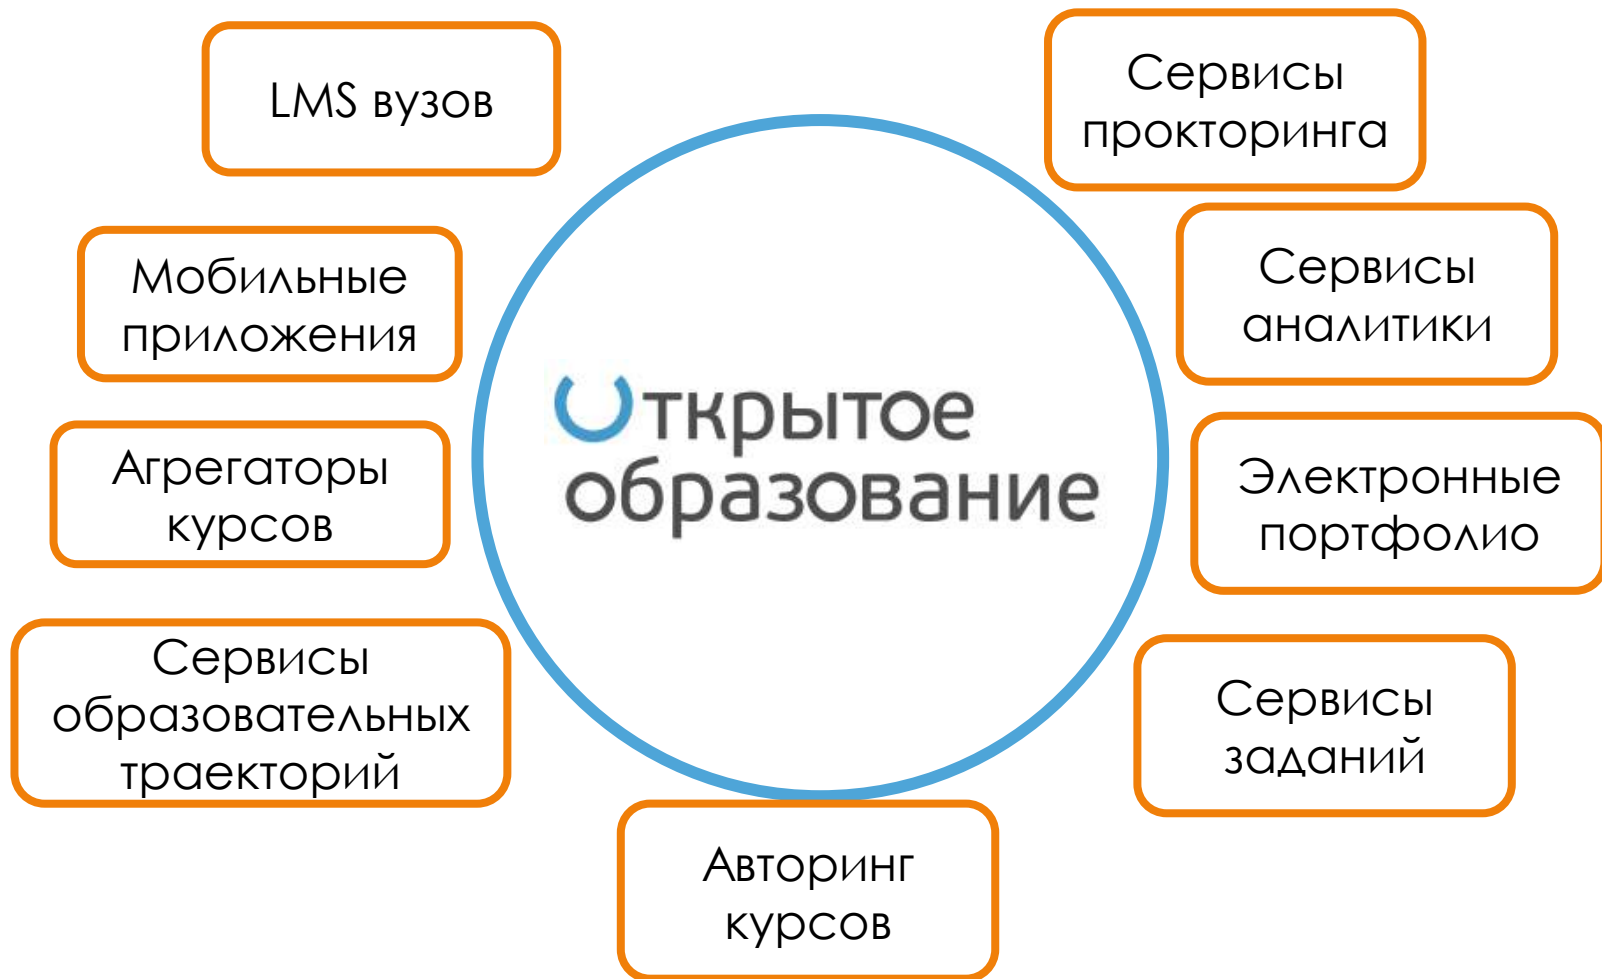 LMS вузов
Сервисы
прокторинга
Мобильные
приложения
Сервисы
аналитики
Открытое
образование
Агрегаторы
курсов
Электронные
портфолио
Сервисы
образовательных
траекторий
Сервисы
заданий
Авторинг
курсов